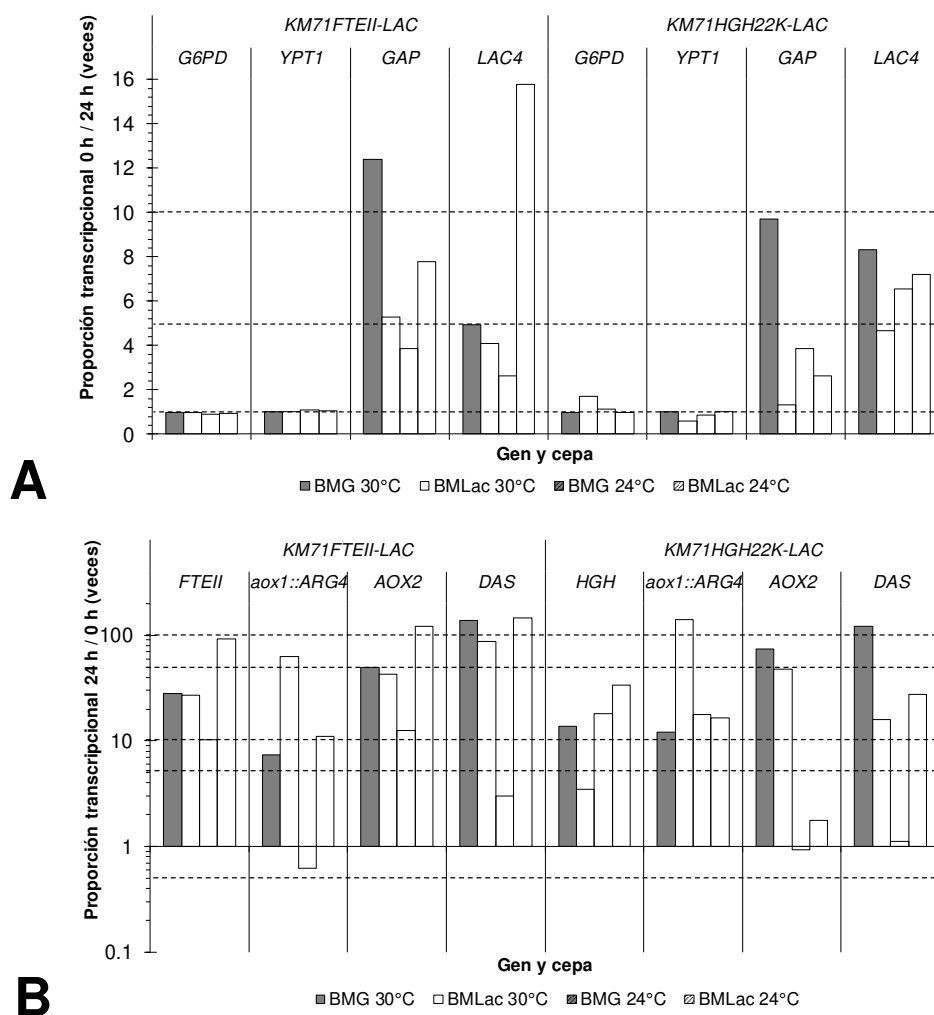 KM71FTEII-LAC KM71HGH22K-LAC
G6PD YPT1 GAP LAC4 G6PD YPT1 GAP LAC4
Proporción transcripcional 0 h / 24 h (veces)
16
14
12
10
8
6
4
2
0
Gen y cepa
A
BMG 30°C BMLac 30°C BMG 24°C BMLac 24°C
KM71FTEII-LAC KM71HGH22K-LAC
FTEII aox1::ARG4 AOX2 DAS HGH aox1::ARG4 AOX2 DAS
Proporción transcripcional 24 h / 0 h (veces)
100
10
1
0.1
Gen y cepa
B
BMG 30°C BMLac 30°C BMG 24°C BMLac 24°C